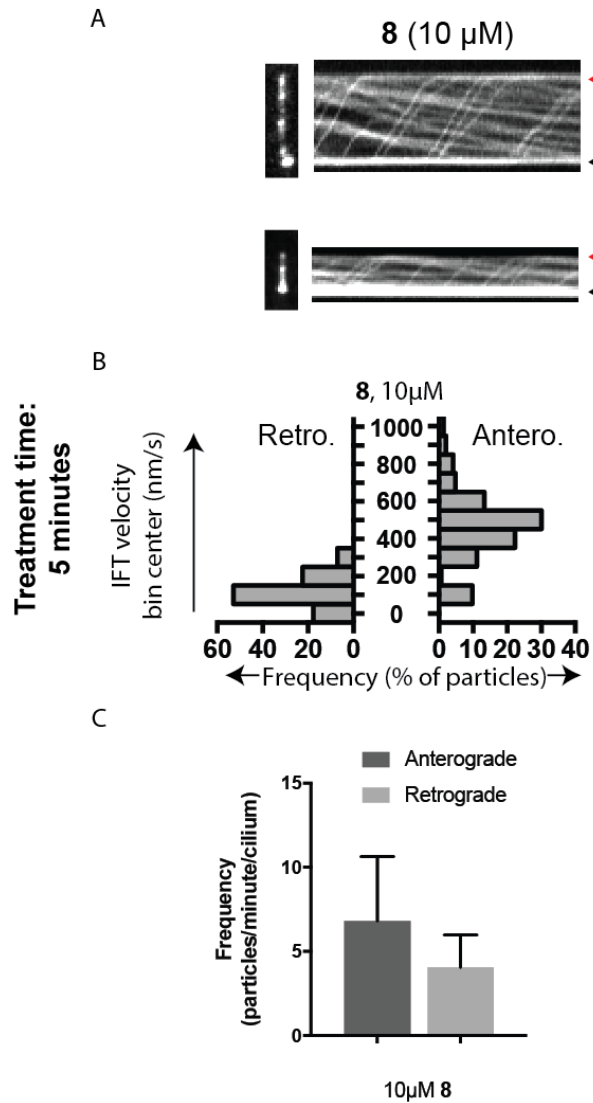 A
8 (10 µM)
B
Treatment time:
5 minutes
8, 10µM
Retro.
Antero.
IFT velocity
bin center (nm/s)
1000
800
600
400
200
0
60 40 20 0
0 10 20 30 40
Frequency (% of particles)
C
Anterograde
Retrograde
Frequency
(particles/minute/cilium)
15
10
5
0
10µM 8